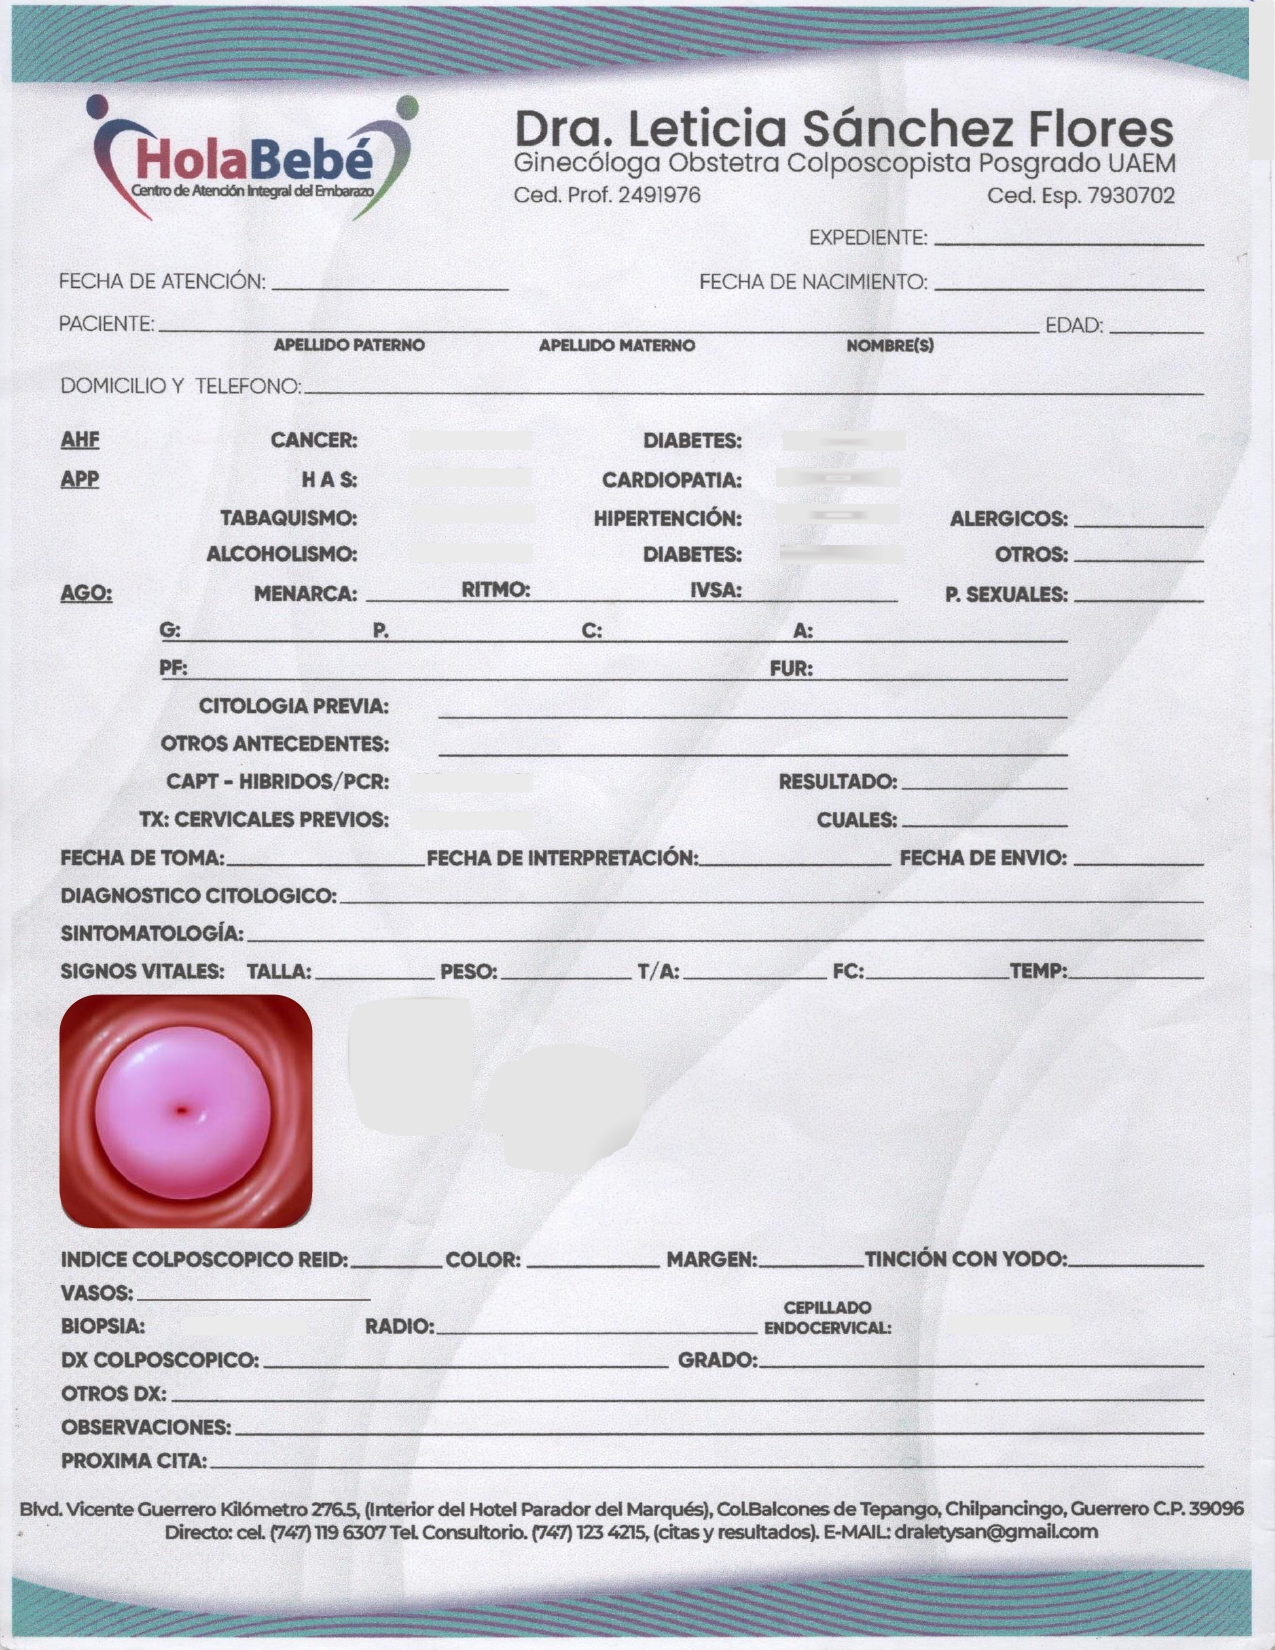 HolaBebé
Centro de Atención Integral del Embarazo
Dra. Leticia Sánchez Flores
Ginecóloga Obstetra Colposcopista Posgrado UAEM
Ced. Prof. 2491976 Ced. Esp. 7930702
EXPEDIENTE:
FECHA DE ATENCIÓN: FECHA DE NACIMIENTO:
PACIENTE: EDAD:
APELLIDO PATERNO APELLIDO MATERNO NOMBRE(S)
DOMICILIO Y TELEFONO:
AHF CANCER: DIABETES:
APP H A S: CARDIOPATIA:
TABAQUISMO: HIPERTENCIÓN: ALERGICOS:
ALCOHOLISMO: DIABETES: OTROS:
AGO: MENARCA: RITMO: IVSA: P. SEXUALES:
G: P. C: A:
PF: FUR:
CITOLOGIA PREVIA:
OTROS ANTECEDENTES:
CAPT - HIBRIDOS/PCR: RESULTADO:
TX: CERVICALES PREVIOS: CUALES:
FECHA DE TOMA: FECHA DE INTERPRETACIÓN: FECHA DE ENVIO:
DIAGNOSTICO CITOLOGICO:
SINTOMATOLOGÍA:
SIGNOS VITALES: TALLA: PESO: T/A: FC: TEMP:
INDICE COLPOSCOPICO REID: COLOR: MARGEN: TINCIÓN CON YODO:
VASOS:
BIOPSIA: RADIO: CEPILLADO ENDOCERVICAL:
DX COLPOSCOPICO: GRADO:
OTROS DX:
OBSERVACIONES:
PROXIMA CITA:
Blvd. Vicente Guerrero Kilómetro 276.5, (Interior del Hotel Parador del Marqués), Col.Balcones de Tepango, Chilpancingo, Guerrero C.P. 39096
Directo: cel. (747) 119 6307 Tel. Consultorio. (747) 123 4215, (citas y resultados). E-MAIL: draletysan@gmail.com